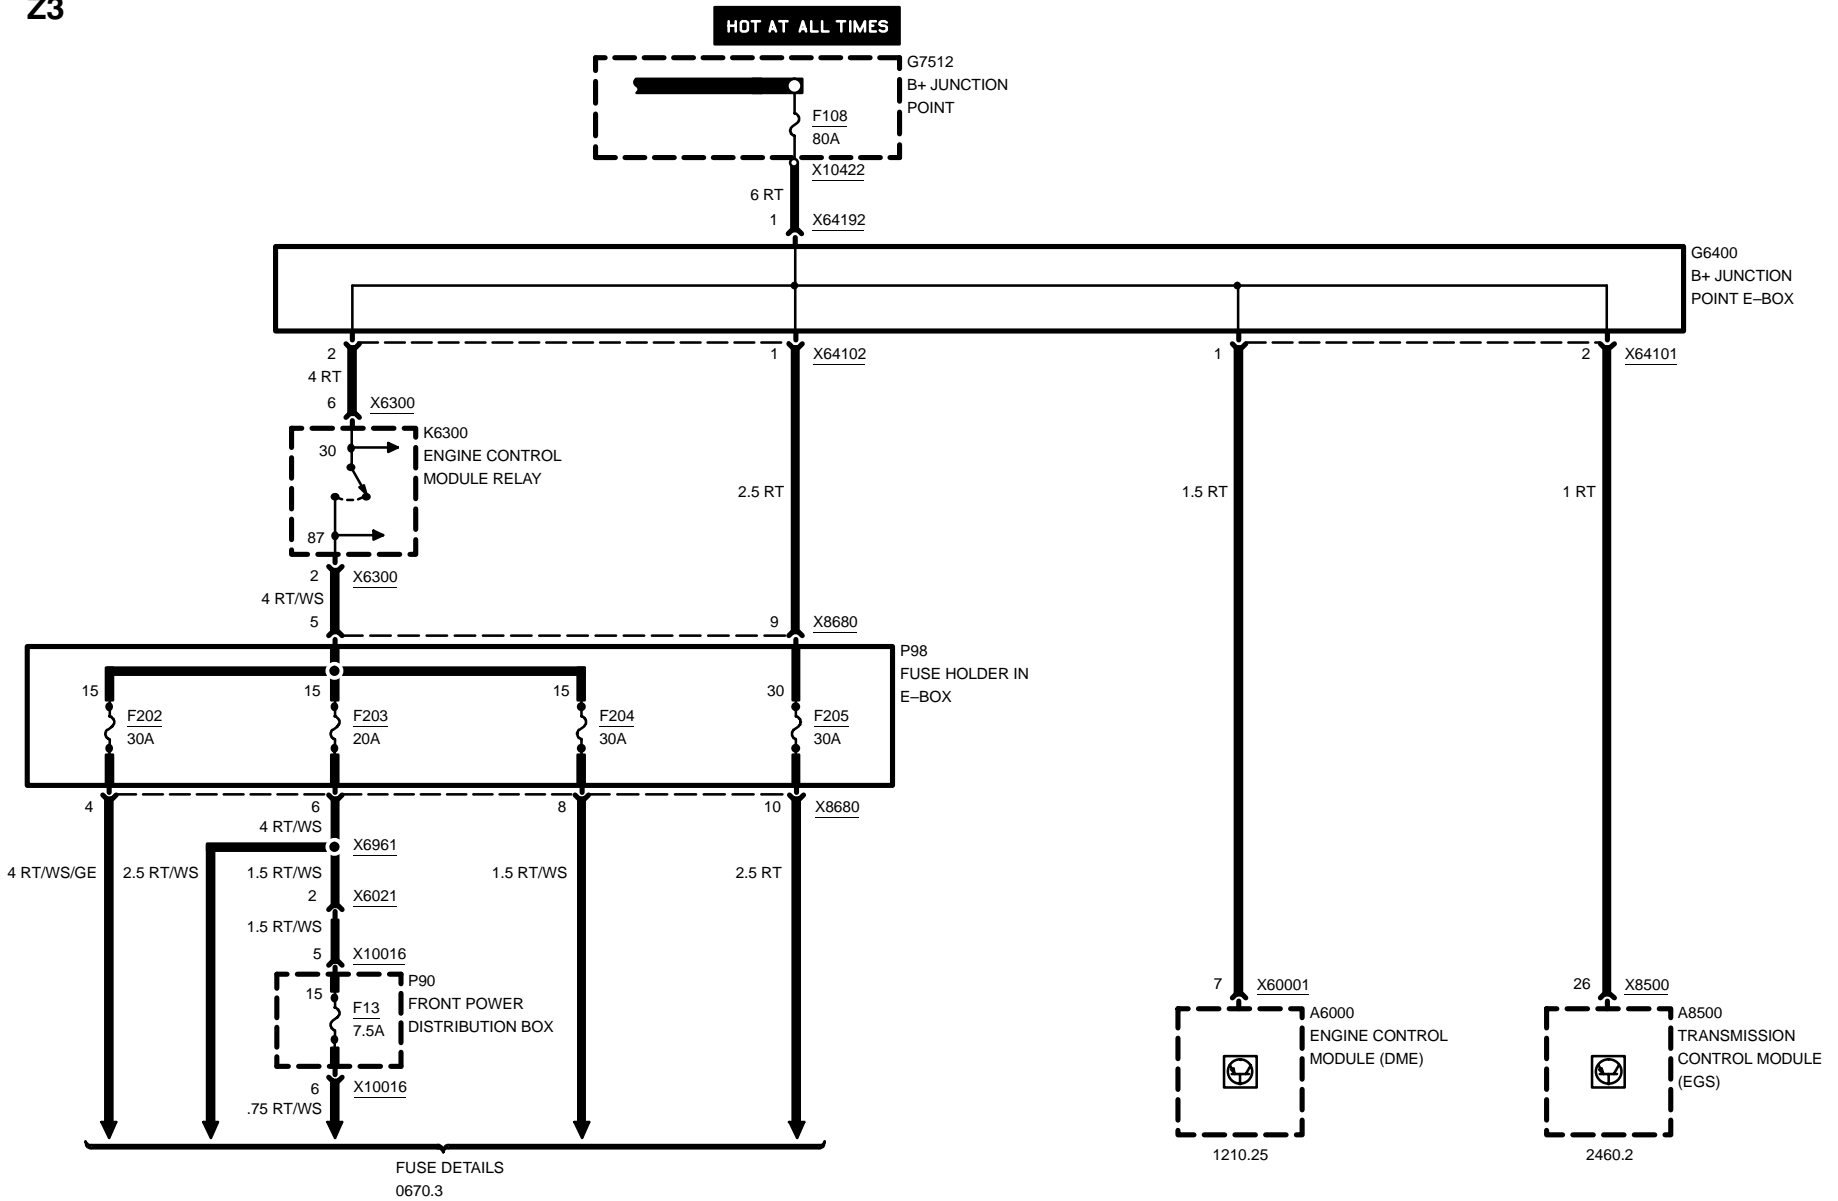 Z3
HOT AT ALL TIMES
G7512
B+ JUNCTION
POINT
F108
80A
X10422
6 RT
1 X64192
G6400
B+ JUNCTION
POINT E–BOX
2 1 X64102 1 2 X64101
4 RT
6 X6300
K6300
ENGINE CONTROL
MODULE RELAY
30
87
2.5 RT 1.5 RT 1 RT
2 X6300
4 RT/WS
5 9 X8680
P98
FUSE HOLDER IN
E–BOX
15 15 15 30
F202 F203 F204 F205
30A 20A 30A 30A
4 6 8 10 X8680
4 RT/WS
X6961
4 RT/WS/GE 2.5 RT/WS 1.5 RT/WS 1.5 RT/WS 2.5 RT
2 X6021
1.5 RT/WS
5 X10016
P90
FRONT POWER
DISTRIBUTION BOX
15
F13
7.5A
6 X10016
.75 RT/WS
7 X60001 26 X8500
A6000
ENGINE CONTROL
MODULE (DME)
A8500
TRANSMISSION
CONTROL MODULE
(EGS)
1210.25 2460.2
FUSE DETAILS
0670.3